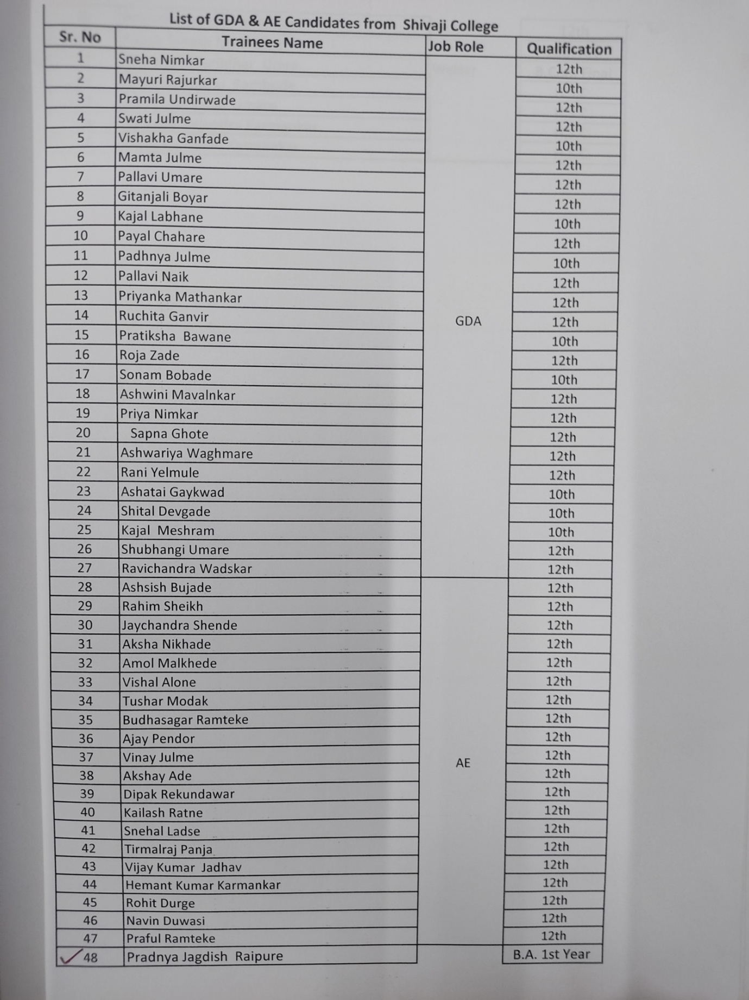 List of GDA & AE Candidates from Shivaji College
Sr. No Trainees Name Job Role Qualification
1 Sneha Nimkar 12th
2 Mayuri Rajurkar 10th
3 Pramila Undirwade 12th
4 Swati Julme 12th
5 Vishakha Ganfade 10th
6 Mamta Julme 12th
7 Pallavi Umare 12th
8 Gitanjali Boyar 12th
9 Kajal Labhane 10th
10 Payal Chahare 12th
11 Padhnya Julme 10th
12 Pallavi Naik 12th
13 Priyanka Mathankar 12th
14 Ruchita Ganvir GDA 12th
15 Pratiksha Bawane 10th
16 Roja Zade 12th
17 Sonam Bobade 10th
18 Ashwini Mavalnkar 12th
19 Priya Nimkar 12th
20 Sapna Ghote 12th
21 Ashwariya Waghmare 12th
22 Rani Yelmule 12th
23 Ashatai Gaykwad 10th
24 Shital Devgade 10th
25 Kajal Meshram 10th
26 Shubhangi Umare 12th
27 Ravichandra Wadskar 12th
28 Ashsish Bujade 12th
29 Rahim Sheikh 12th
30 Jaychandra Shende 12th
31 Aksha Nikhade 12th
32 Amol Malkhede 12th
33 Vishal Alone 12th
34 Tushar Modak 12th
35 Budhasagar Ramteke 12th
36 Ajay Pendor 12th
37 Vinay Julme AE 12th
38 Akshay Ade 12th
39 Dipak Rekundawar 12th
40 Kailash Ratne 12th
41 Snehal Ladse 12th
42 Tirmalraj Panja 12th
43 Vijay Kumar Jadhav 12th
44 Hemant Kumar Karmankar 12th
45 Rohit Durge 12th
46 Navin Duwasi 12th
47 Praful Ramteke 12th
48 Pradnya Jagdish Raipure B.A. 1st Year